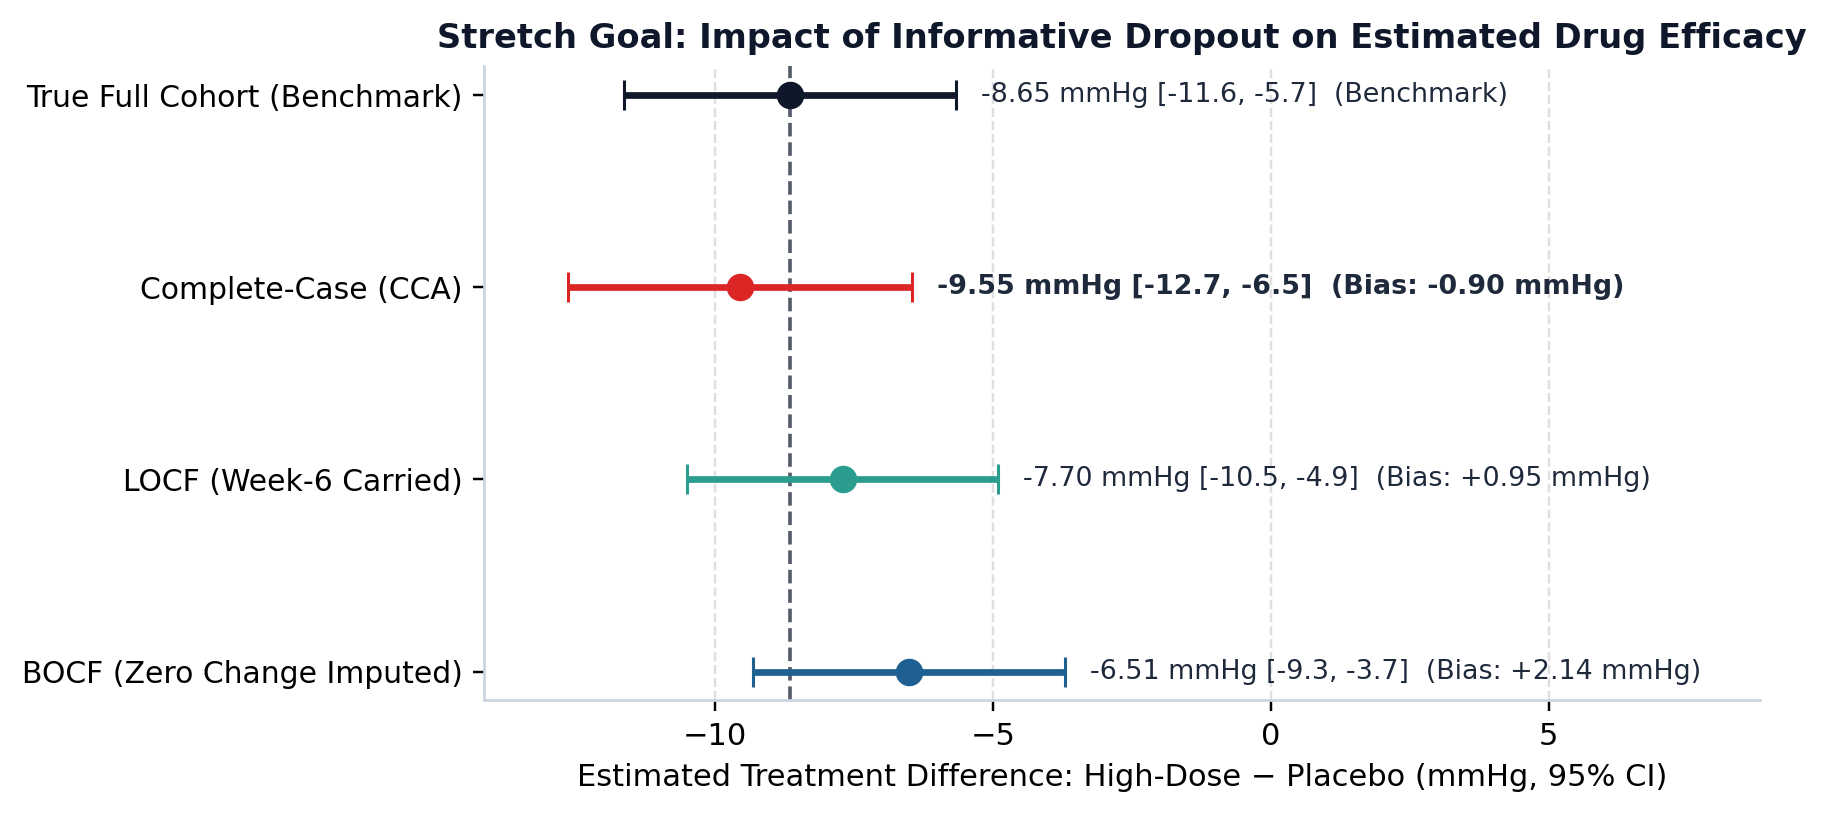 Stretch Goal: Impact of Informative Dropout on Estimated Drug Efficacy
True Full Cohort (Benchmark)
-8.65 mmHg [-11.6, -5.7]  (Benchmark)
Complete-Case (CCA)
-9.55 mmHg [-12.7, -6.5]  (Bias: -0.90 mmHg)
LOCF (Week-6 Carried)
-7.70 mmHg [-10.5, -4.9]  (Bias: +0.95 mmHg)
BOCF (Zero Change Imputed)
-6.51 mmHg [-9.3, -3.7]  (Bias: +2.14 mmHg)
−10 −5 0 5
Estimated Treatment Difference: High-Dose − Placebo (mmHg, 95% CI)